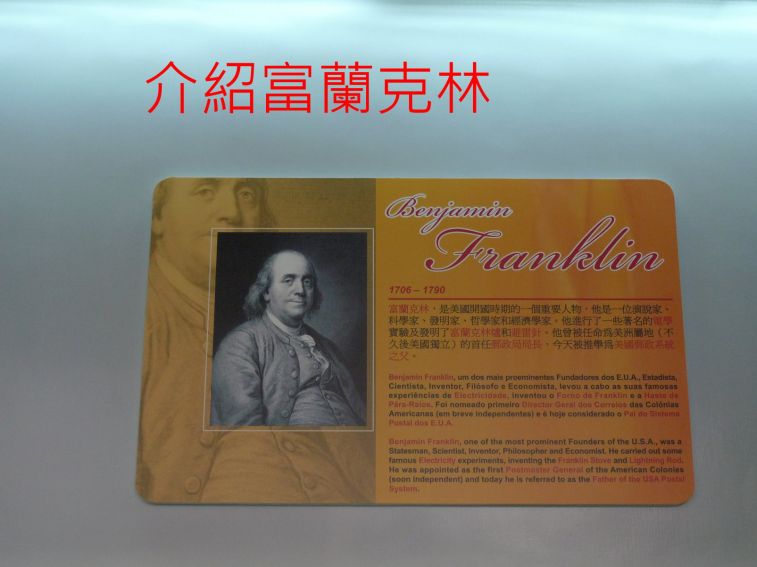 介紹富蘭克林
Benjamin
Franklin
1706 – 1790
富蘭克林，是美國開國時期的一個重要人物，他是一位演說家、
科學家、發明家、哲學家和經濟學家。他進行了一些著名的電學
實驗及發明了富蘭克林爐和避雷針。他曾被任命爲美洲屬地（不
久後美國獨立）的首任郵政局局長，今天被推舉爲美國郵政系統
之父。
Benjamin Franklin, um dos mais preeminentes Fundadores dos E.U.A., Estadista,
Cientista, Inventor, Filósofo e Economista, levou a cabo as suas famosas
experiências de Electricidade, inventou o Forno de Franklin e a Haste de
Pára-Raios. Foi nomeado primeiro Director Geral dos Correios das Colónias
Americanas (em breve independentes) e é hoje considerado o Pai do Sistema
Postal dos E.U.A.
Benjamin Franklin, one of the most prominent Founders of the U.S.A., was a
Statesman, Scientist, Inventor, Philosopher and Economist. He carried out some
famous Electricity experiments, inventing the Franklin Stove and Lightning Rod.
He was appointed as the first Postmaster General of the American Colonies
(soon independent) and today he is referred to as the Father of the USA Postal
System.